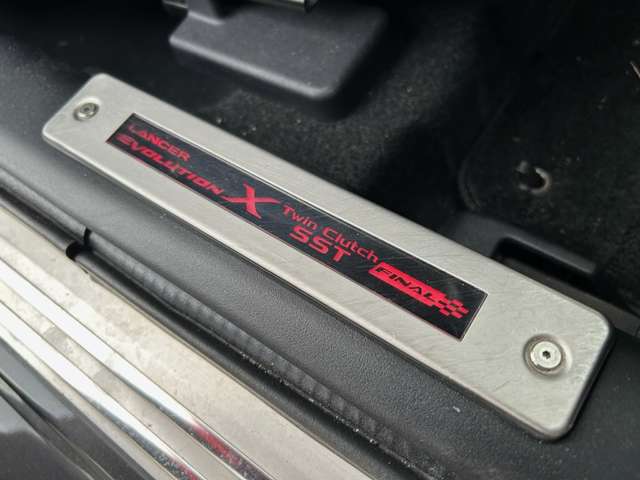 LANCER
EVOLUTION X
Twin Clutch
SST
FINAL